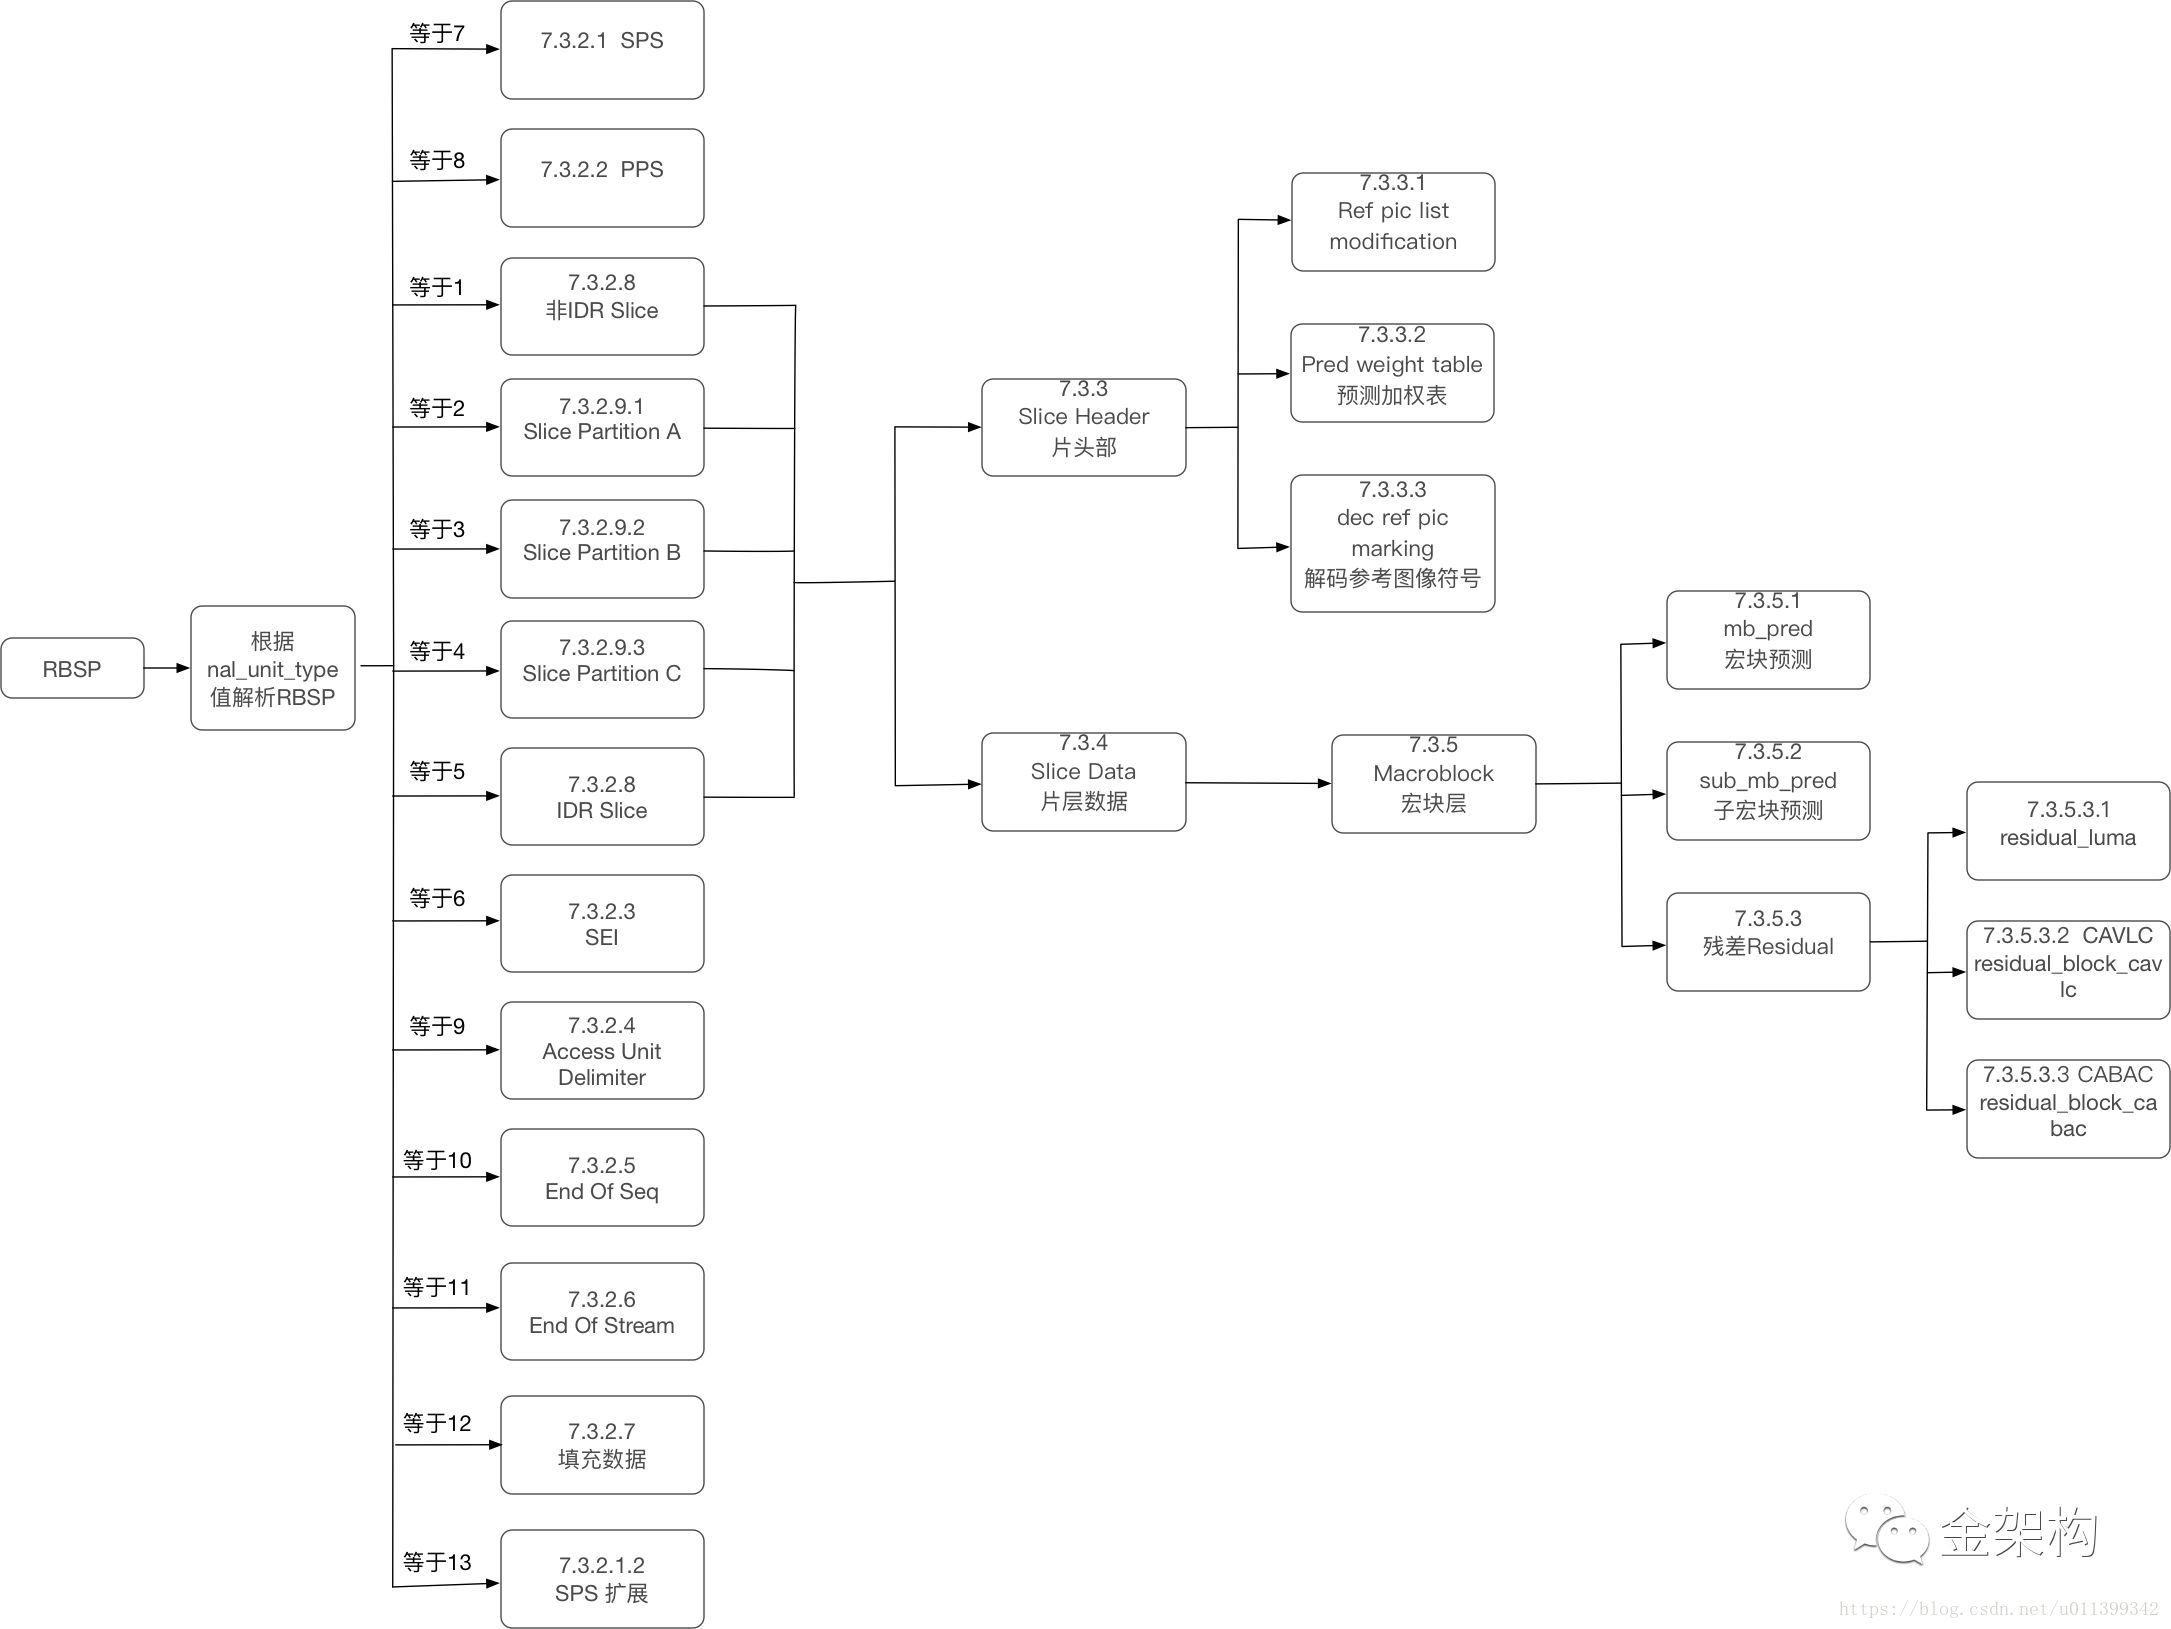 RBSP
根据
nal_unit_type
值解析RBSP
等于7
7.3.2.1 SPS
等于8
7.3.2.2 PPS
等于1
7.3.2.8
非IDR Slice
等于2
7.3.2.9.1
Slice Partition A
等于3
7.3.2.9.2
Slice Partition B
等于4
7.3.2.9.3
Slice Partition C
等于5
7.3.2.8
IDR Slice
等于6
7.3.2.3
SEI
等于9
7.3.2.4
Access Unit
Delimiter
等于10
7.3.2.5
End Of Seq
等于11
7.3.2.6
End Of Stream
等于12
7.3.2.7
填充数据
等于13
7.3.2.1.2
SPS 扩展
7.3.3
Slice Header
片头部
7.3.4
Slice Data
片层数据
7.3.3.1
Ref pic list
modification
7.3.3.2
Pred weight table
预测加权表
7.3.3.3
dec ref pic
marking
解码参考图像符号
7.3.5
Macroblock
宏块层
7.3.5.1
mb_pred
宏块预测
7.3.5.2
sub_mb_pred
子宏块预测
7.3.5.3
残差Residual
7.3.5.3.1
residual_luma
7.3.5.3.2 CAVLC
residual_block_cav
lc
7.3.5.3.3 CABAC
residual_block_ca
bac
金架构
https://blog.csdn.net/u011399342